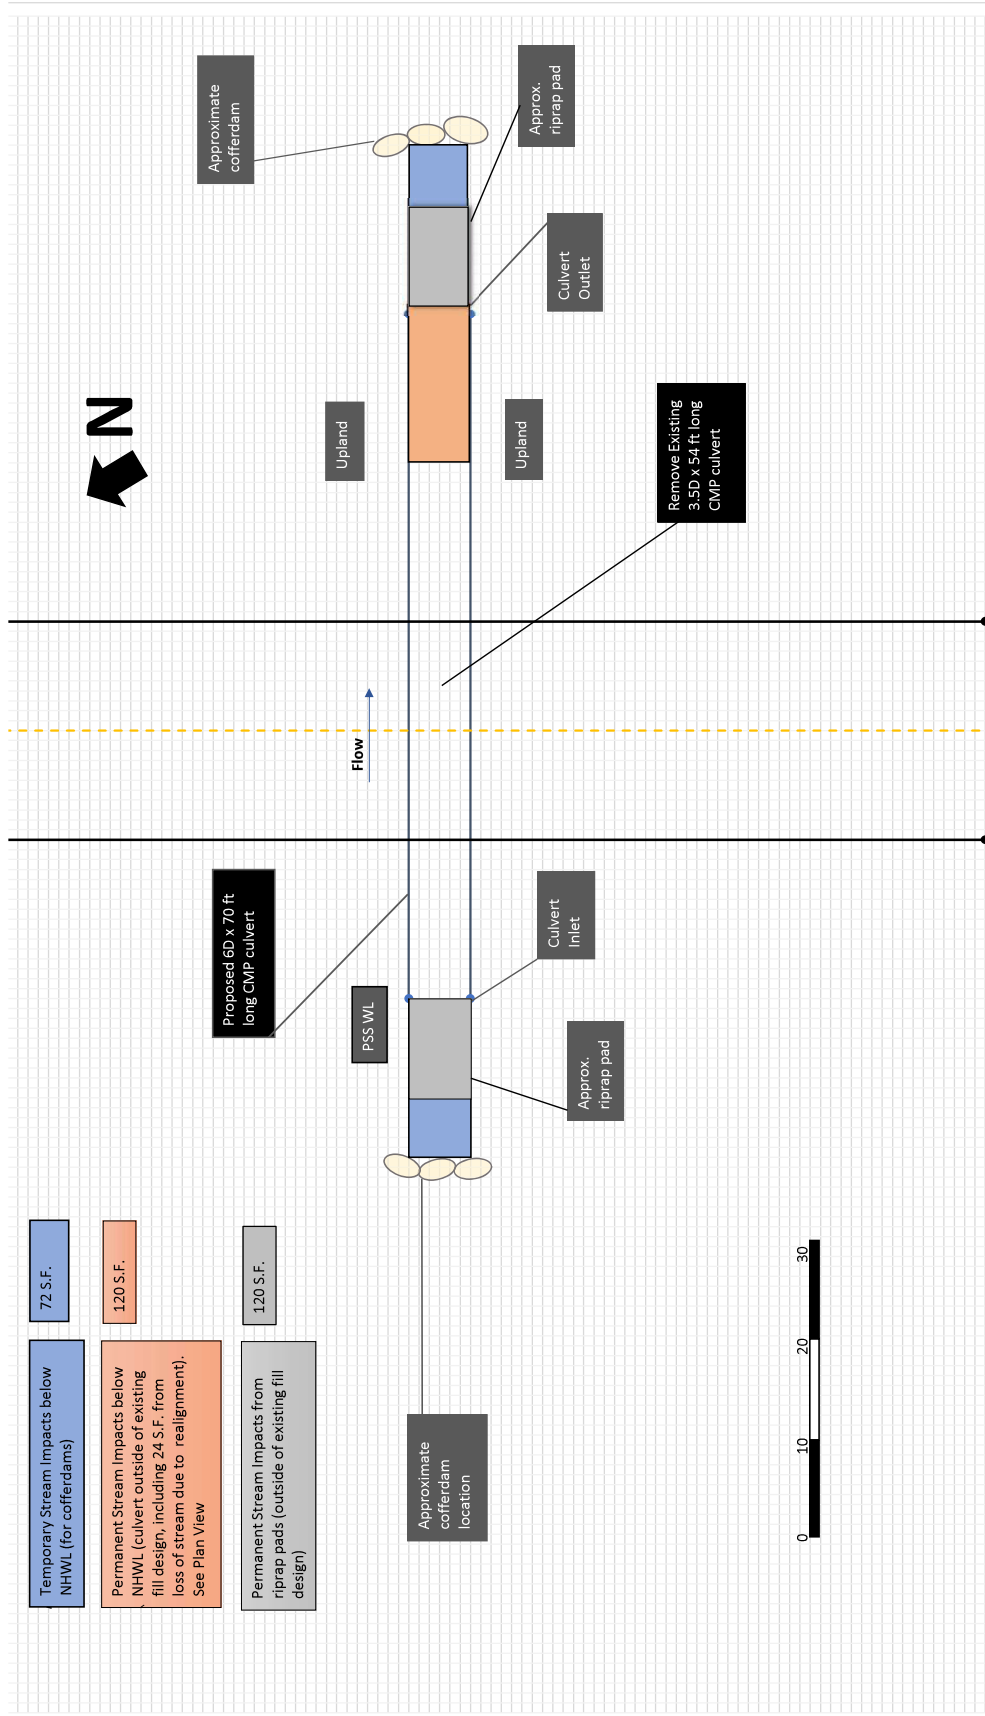 Temporary Stream Impacts below
NHWL (for cofferdams)
72 S.F.
Permanent Stream Impacts below
NHWL (culvert outside of existing
fill design, including 24 S.F. from
loss of stream due to realignment).
See Plan View
120 S.F.
Permanent Stream Impacts from
riprap pads (outside of existing fill
design)
120 S.F.
N
Proposed 6D x 70 ft
long CMP culvert
Approximate
cofferdam
Upland
PSS WL
Flow
Approximate
cofferdam
location
Culvert
Inlet
Upland
Approx.
riprap pad
Culvert
Outlet
Approx.
riprap pad
Remove Existing
3.5D x 54 ft long
CMP culvert
0 10 20 30